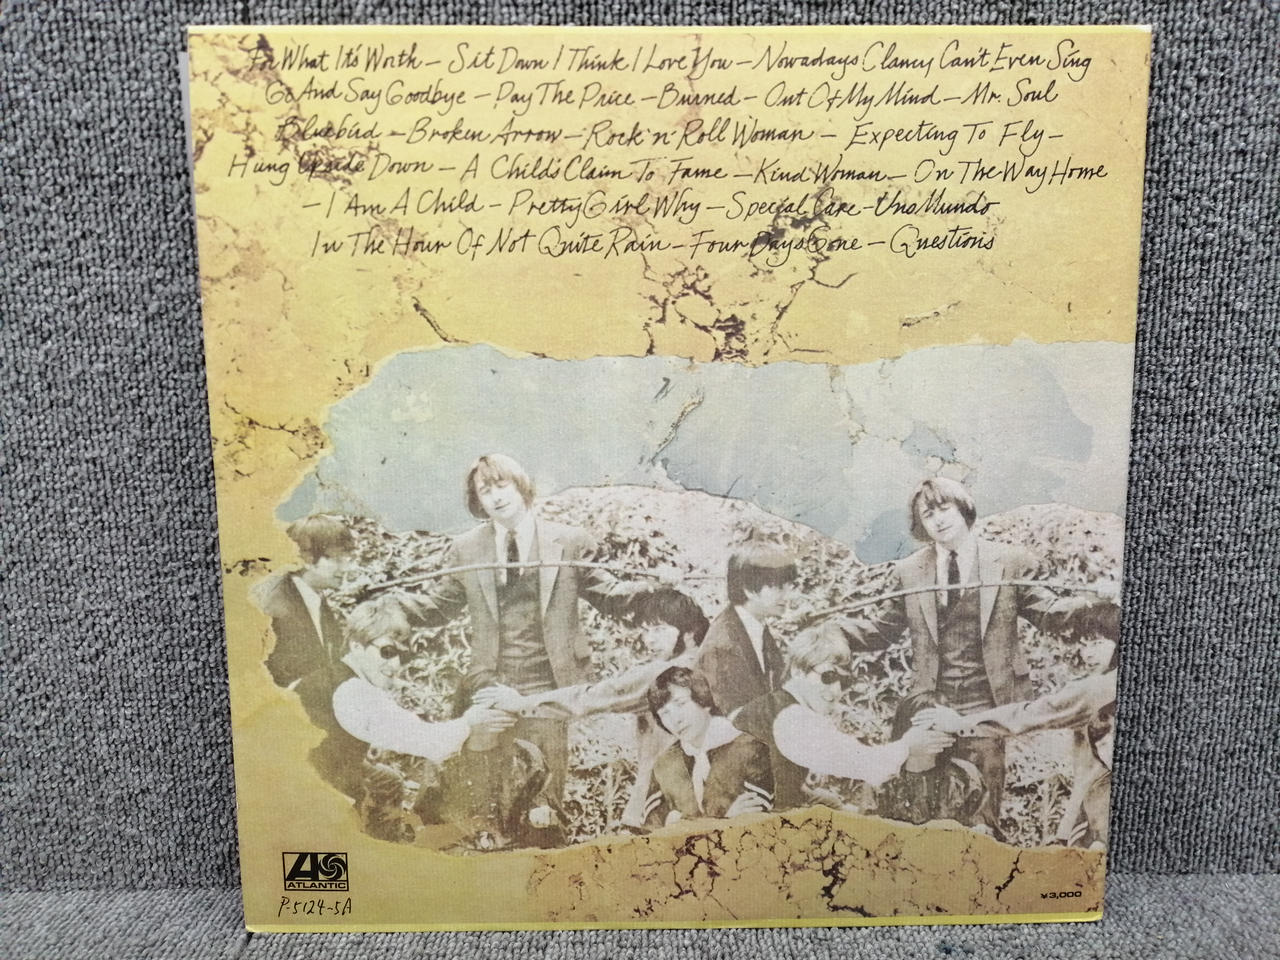 For What It's Worth – Sit Down I Think I Love You – Nowadays Clancy Can't Even Sing
Go And Say Goodbye – Pay The Price – Burned – Out Of My Mind – Mr. Soul
Bluebird – Broken Arrow – Rock 'n' Roll Woman – Expecting To Fly –
Hung Upside Down – A Child's Claim To Fame – Kind Woman – On The Way Home
– I Am A Child – Pretty Girl Why – Special Care – Uno Mundo
In The Hour Of Not Quite Rain – Four Days Gone – Questions
ATLANTIC
P-5124~5A
¥3,000